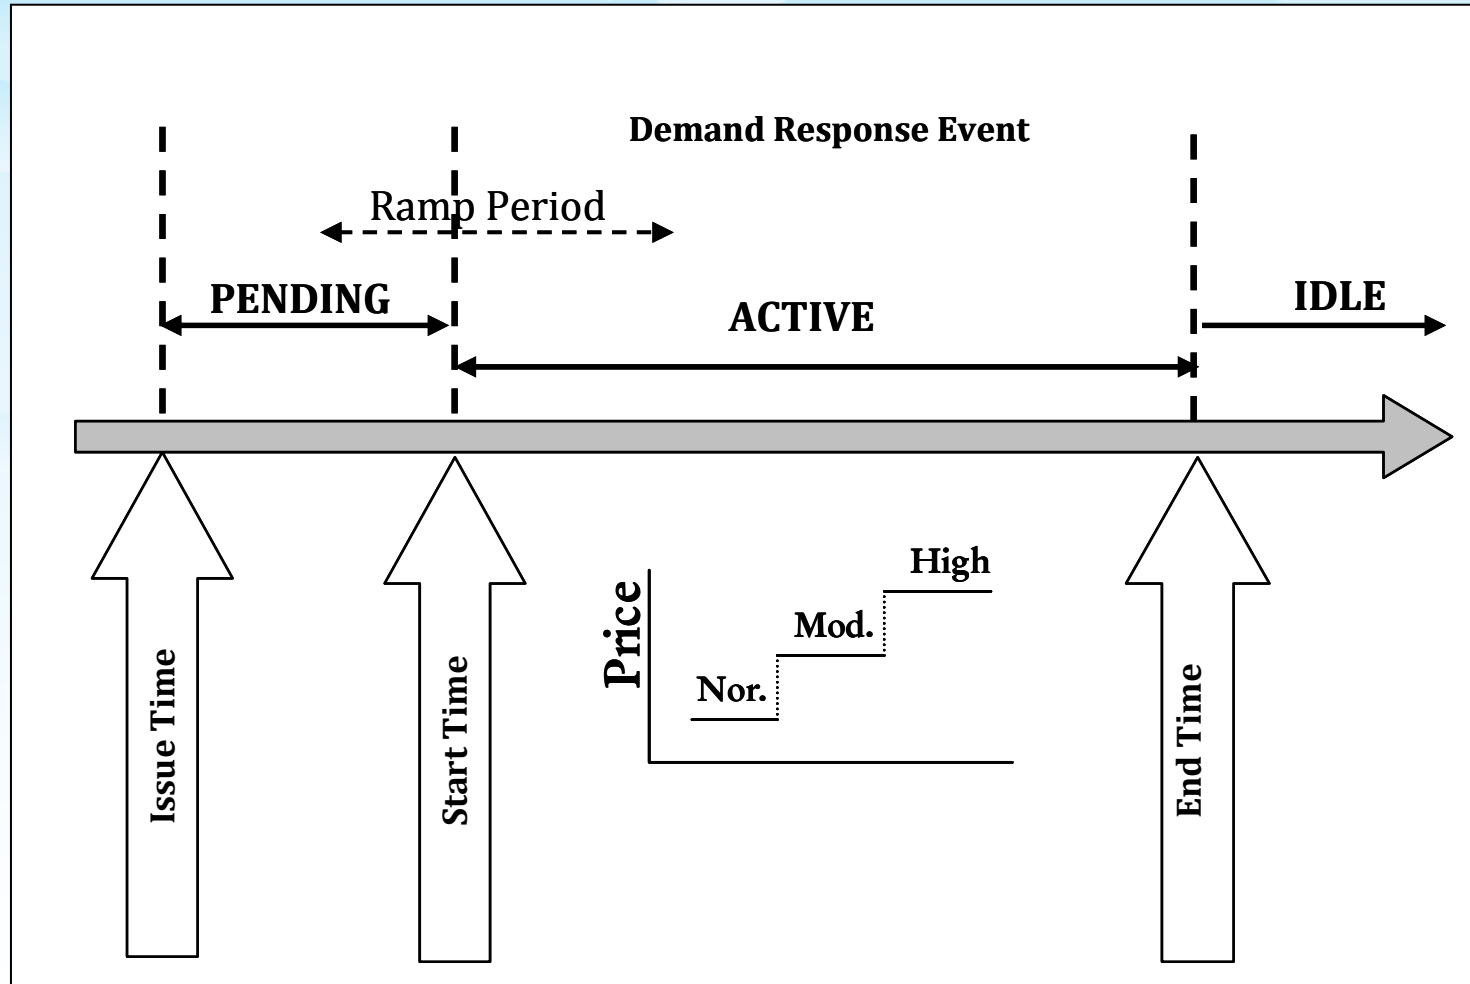 Demand Response Event
Ramp Period
PENDING
ACTIVE
IDLE
Issue Time
Start Time
Price
Nor.
Mod.
High
End Time